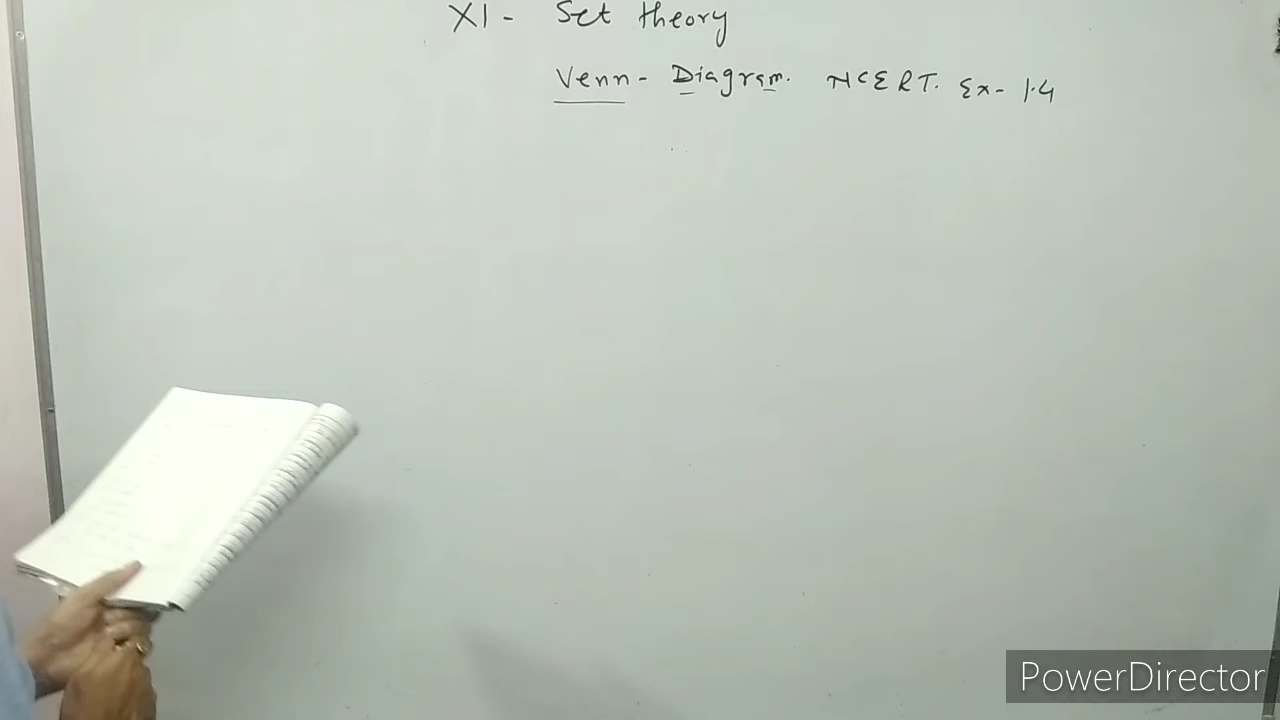 XI - Set theory
Venn - Diagram. NCERT. Ex - 1.4
PowerDirector